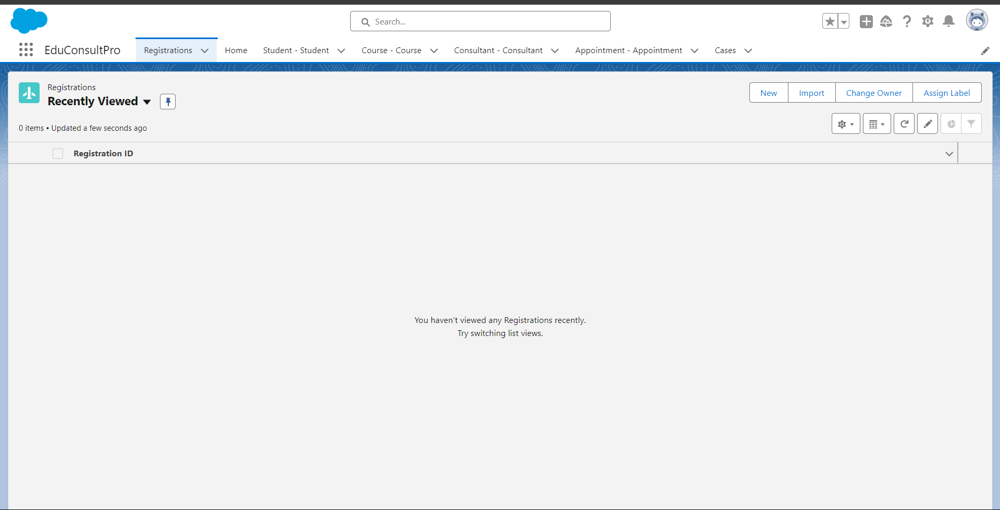 Search...
EduConsultPro
Registrations
Home
Student - Student
Course - Course
Consultant - Consultant
Appointment - Appointment
Cases
Registrations
Recently Viewed
New
Import
Change Owner
Assign Label
0 items • Updated a few seconds ago
Registration ID
You haven't viewed any Registrations recently.
Try switching list views.